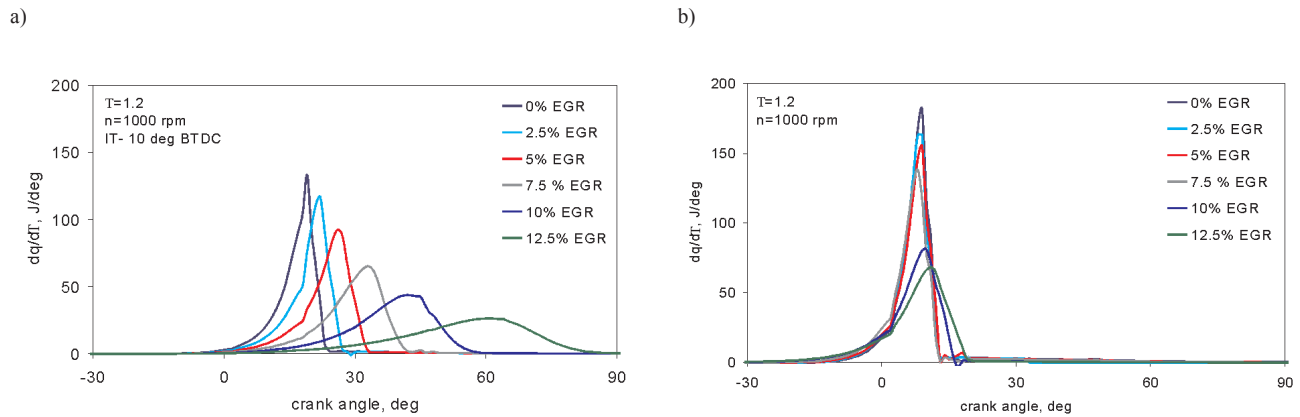 a)
200
150
100
50
0
dq/dT, J/deg
T=1.2
n=1000 rpm
IT- 10 deg BTDC
0% EGR
2.5% EGR
5% EGR
7.5 % EGR
10% EGR
12.5% EGR
-30
0
30
60
90
crank angle, deg
b)
200
150
100
50
0
dq/dT, J/deg
T=1.2
n=1000 rpm
0% EGR
2.5% EGR
5% EGR
7.5 % EGR
10% EGR
12.5% EGR
-30
0
30
60
90
crank angle, deg